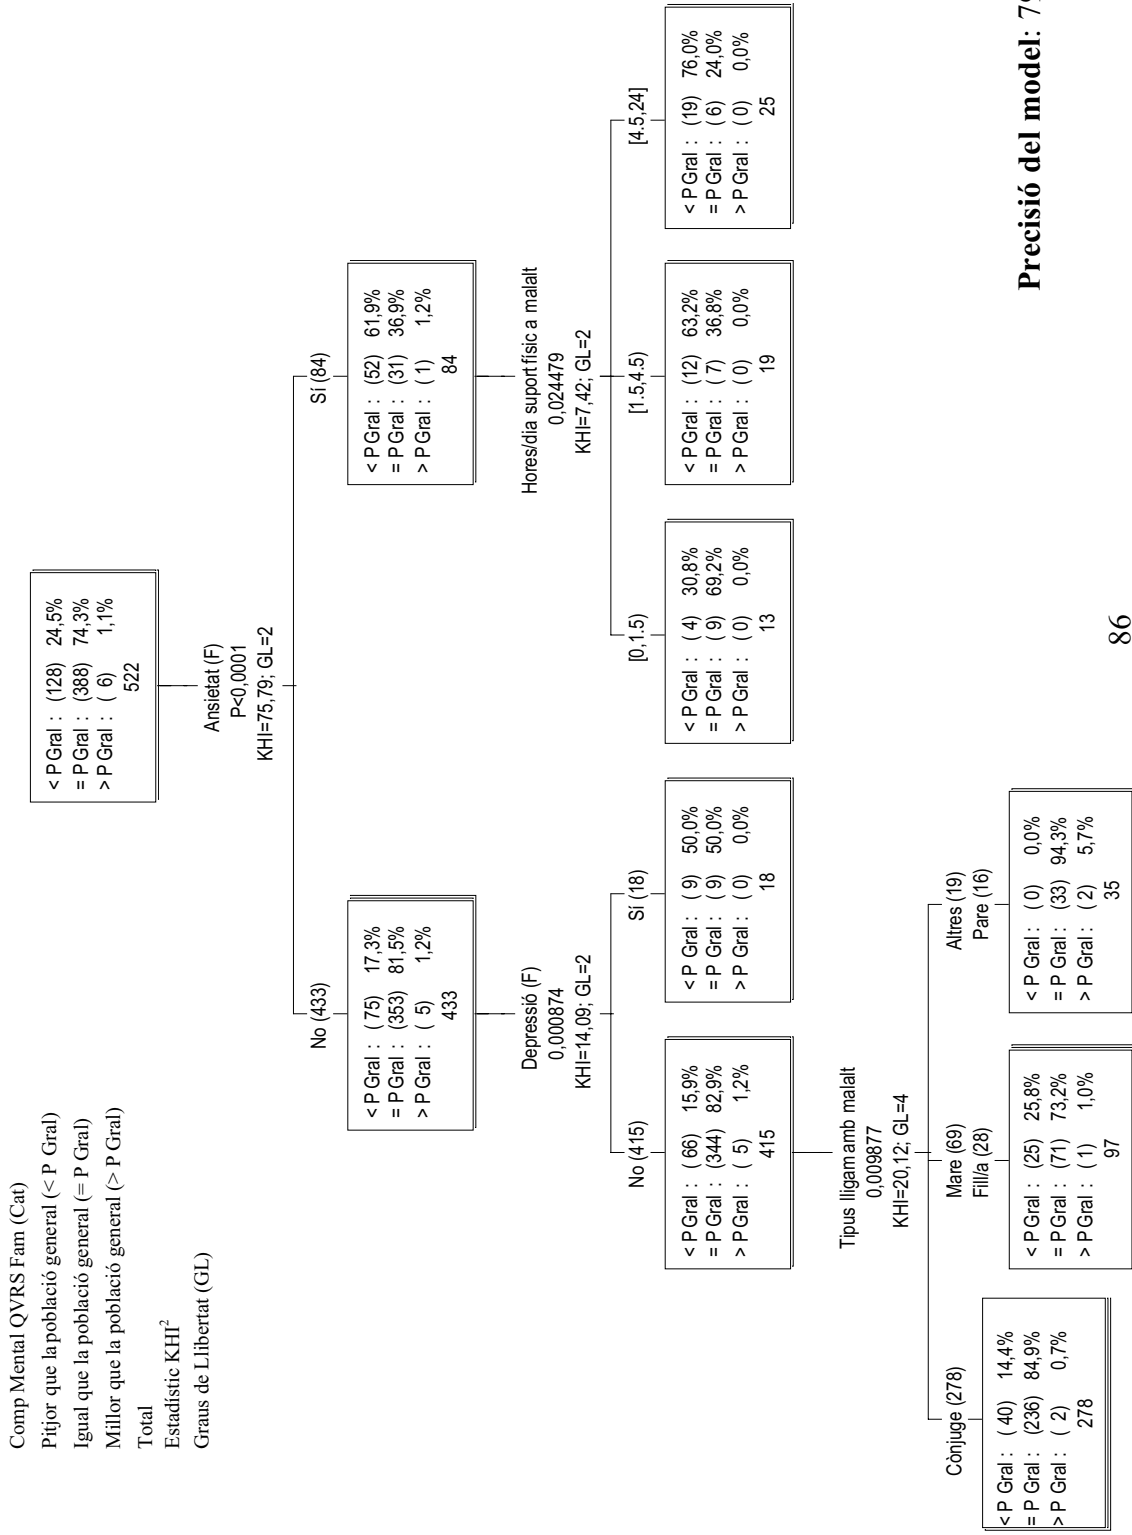 Comp Mental QVRS Fam (Cat)
Pitjor que la població general (< P Gral)
Igual que la població general (= P Gral)
Millor que la població general (> P Gral)
Total
Estadístic KHI²
Graus de Llibertat (GL)
< P Gral : (128) 24,5%
= P Gral : (388) 74,3%
> P Gral : ( 6) 1,1%
522
Ansietat (F)
P<0,0001
KHI=75,79; GL=2
No (433)
< P Gral : ( 75) 17,3%
= P Gral : (353) 81,5%
> P Gral : ( 5) 1,2%
433
Sí (84)
< P Gral : (52) 61,9%
= P Gral : (31) 36,9%
> P Gral : ( 1) 1,2%
84
Depressió (F)
0,000874
KHI=14,09; GL=2
Hores/dia suport físic a malalt
0,024479
KHI=7,42; GL=2
No (415)
< P Gral : ( 66) 15,9%
= P Gral : (344) 82,9%
> P Gral : ( 5) 1,2%
415
Sí (18)
< P Gral : ( 9) 50,0%
= P Gral : ( 9) 50,0%
> P Gral : ( 0) 0,0%
18
[0,1.5)
< P Gral : ( 4) 30,8%
= P Gral : ( 9) 69,2%
> P Gral : ( 0) 0,0%
13
[1.5,4.5)
< P Gral : (12) 63,2%
= P Gral : ( 7) 36,8%
> P Gral : ( 0) 0,0%
19
[4.5,24]
< P Gral : (19) 76,0%
= P Gral : ( 6) 24,0%
> P Gral : ( 0) 0,0%
25
Tipus lligam amb malalt
0,009877
KHI=20,12; GL=4
Cònjuge (278)
< P Gral : ( 40) 14,4%
= P Gral : (236) 84,9%
> P Gral : ( 2) 0,7%
278
Mare (69)
Fill/a (28)
< P Gral : (25) 25,8%
= P Gral : (71) 73,2%
> P Gral : ( 1) 1,0%
97
Altres (19)
Pare (16)
< P Gral : ( 0) 0,0%
= P Gral : (33) 94,3%
> P Gral : ( 2) 5,7%
35
Precisió del model:
86